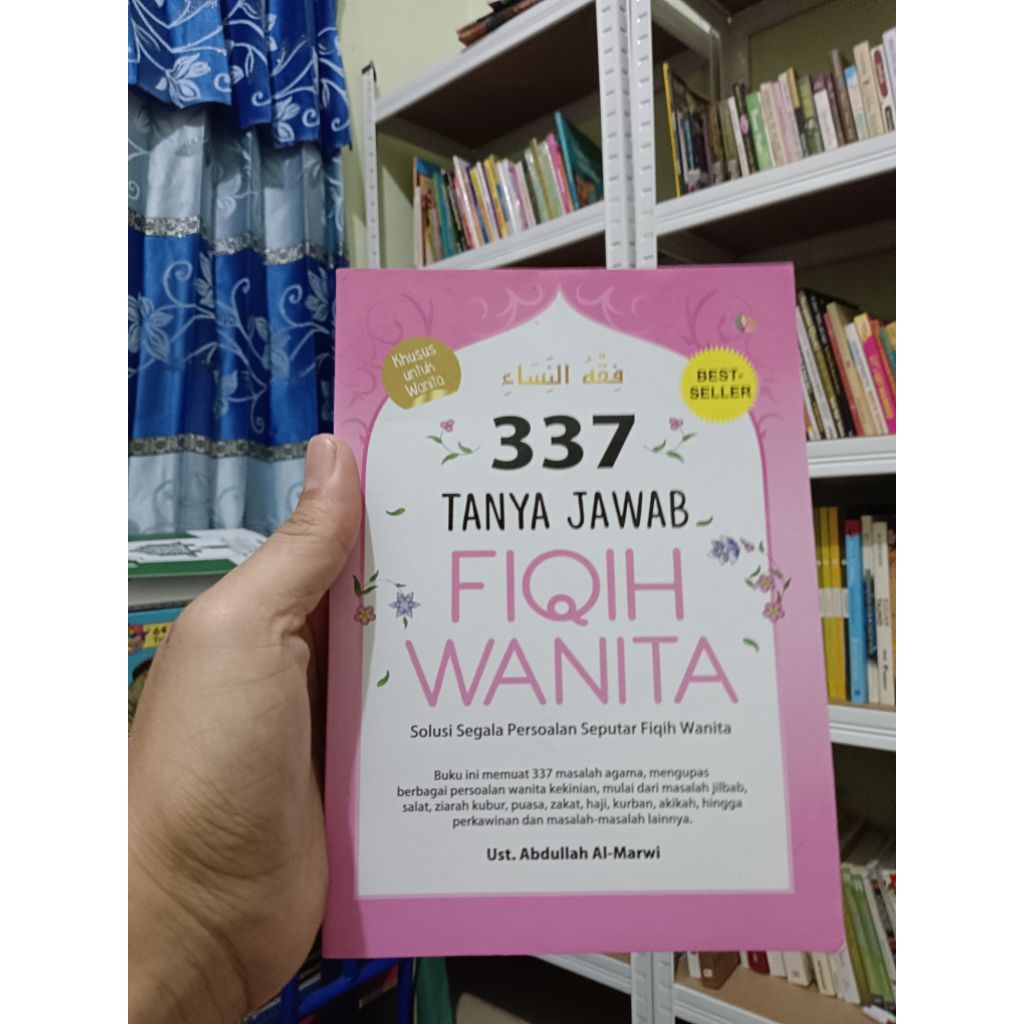 Khusus
untuk
Wanita
فِقْهُ النِّسَاءِ
BEST-
SELLER
337
TANYA JAWAB
FIQIH
WANITA
Solusi Segala Persoalan Seputar Fiqih Wanita
Buku ini memuat 337 masalah agama, mengupas
berbagai persoalan wanita kekinian, mulai dari masalah jilbab,
salat, ziarah kubur, puasa, zakat, haji, kurban, akikah, hingga
perkawinan dan masalah-masalah lainnya.
Ust. Abdullah Al-Marwi